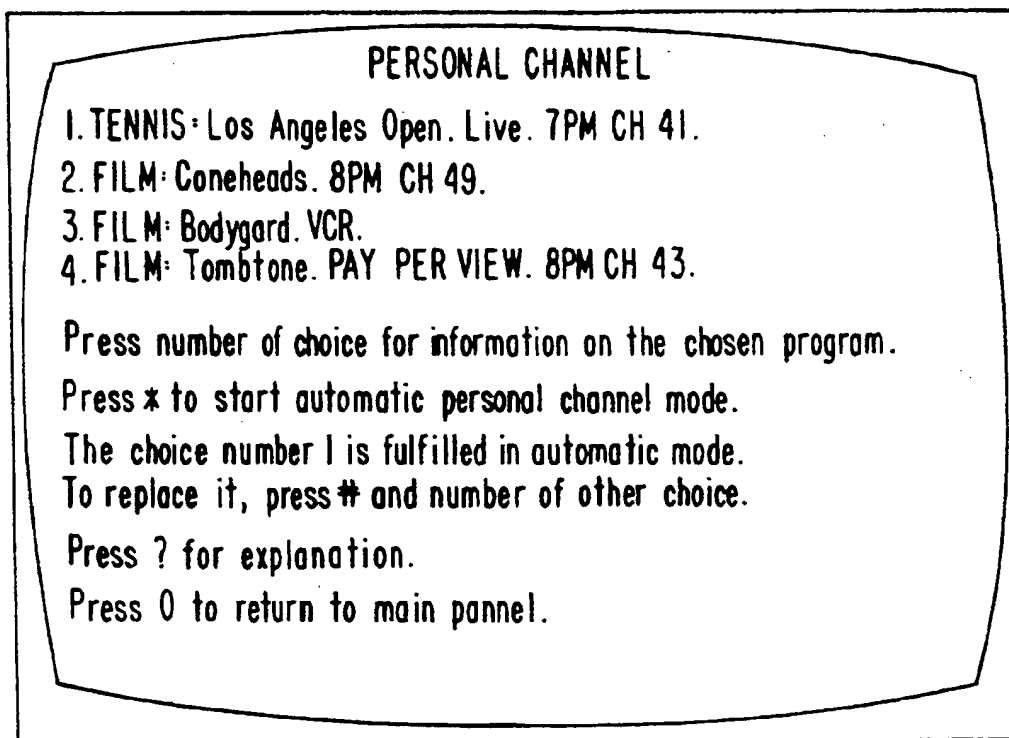 PERSONAL CHANNEL
1. TENNIS: Los Angeles Open. Live. 7PM CH 41.
2. FILM: Coneheads. 8PM CH 49.
3. FILM: Bodygard. VCR.
4. FILM: Tombtone. PAY PER VIEW. 8PM CH 43.
Press number of choice for information on the chosen program.
Press * to start automatic personal channel mode.
The choice number 1 is fulfilled in automatic mode.
To replace it, press # and number of other choice.
Press ? for explanation.
Press 0 to return to main pannel.